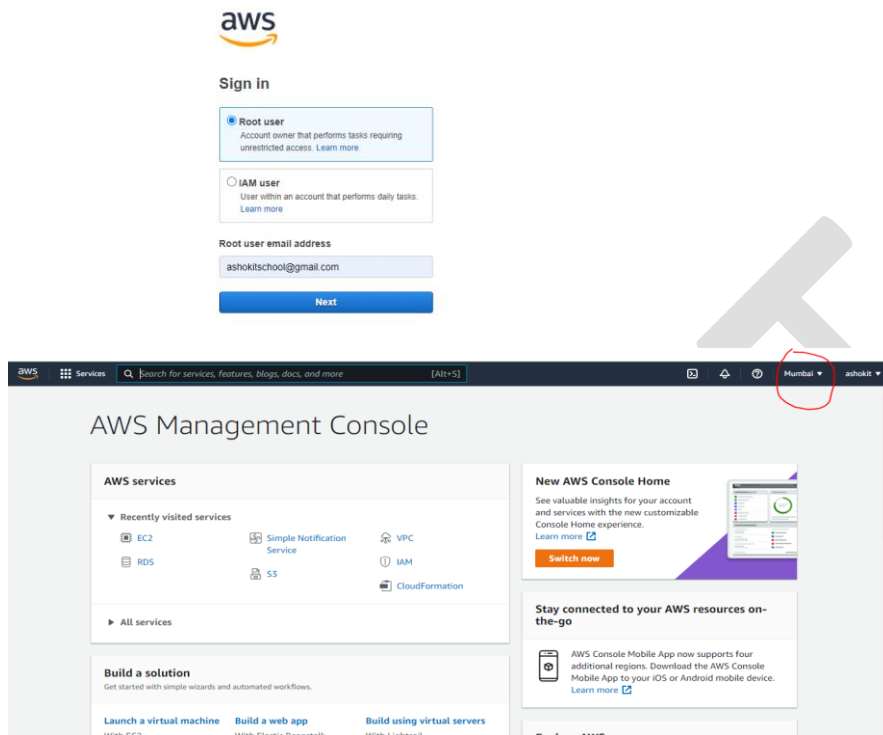 aws
Sign in
Root user
Account owner that performs tasks requiring
unrestricted access. Learn more
IAM user
User within an account that performs daily tasks.
Learn more
Root user email address
ashokitschool@gmail.com
Next
aws Services Search for services, features, blogs, docs, and more [Alt+S] Mumbai ▼ ashokit ▼
AWS Management Console
AWS services
▼ Recently visited services
EC2
RDS
Simple Notification
Service
S3
VPC
IAM
CloudFormation
▶ All services
Build a solution
Get started with simple wizards and automated workflows.
Launch a virtual machine
With EC2
Build a web app
With Elastic Beanstalk
Build using virtual servers
With Lightsail
New AWS Console Home
See valuable insights for your account
and services with the new customizable
Console Home experience.
Learn more
Switch now
Stay connected to your AWS resources on-
the-go
AWS Console Mobile App now supports four
additional regions. Download the AWS Console
Mobile App to your iOS or Android mobile device.
Learn more